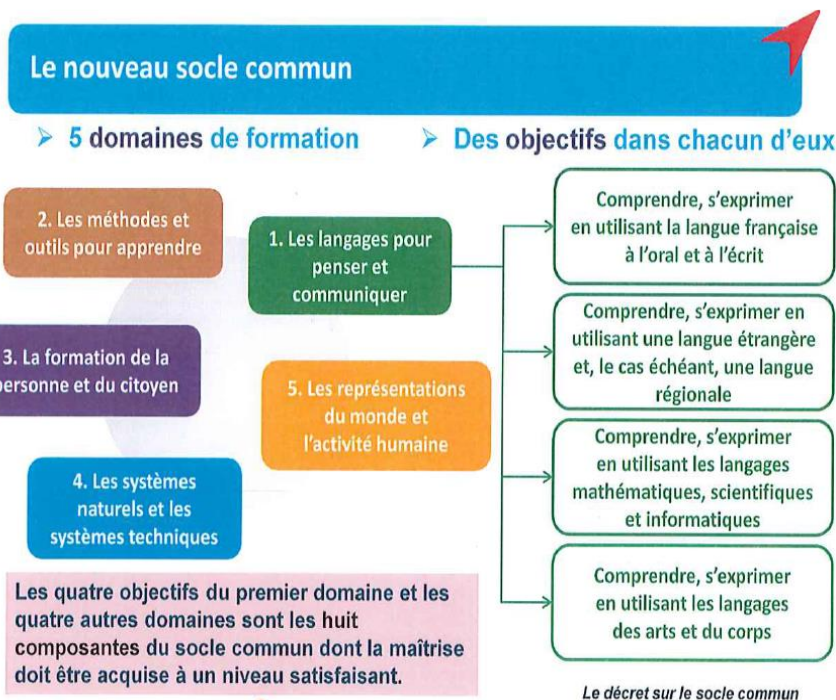 Le nouveau socle commun
➢ 5 domaines de formation
➢ Des objectifs dans chacun d'eux
2. Les méthodes et
outils pour apprendre
1. Les langages pour
penser et
communiquer
3. La formation de la
personne et du citoyen
5. Les représentations
du monde et
l'activité humaine
4. Les systèmes
naturels et les
systèmes techniques
Comprendre, s'exprimer
en utilisant la langue française
à l'oral et à l'écrit
Comprendre, s'exprimer en
utilisant une langue étrangère
et, le cas échéant, une langue
régionale
Comprendre, s'exprimer
en utilisant les langages
mathématiques, scientifiques
et informatiques
Comprendre, s'exprimer
en utilisant les langages
des arts et du corps
Les quatre objectifs du premier domaine et les
quatre autres domaines sont les huit
composantes du socle commun dont la maîtrise
doit être acquise à un niveau satisfaisant.
Le décret sur le socle commun